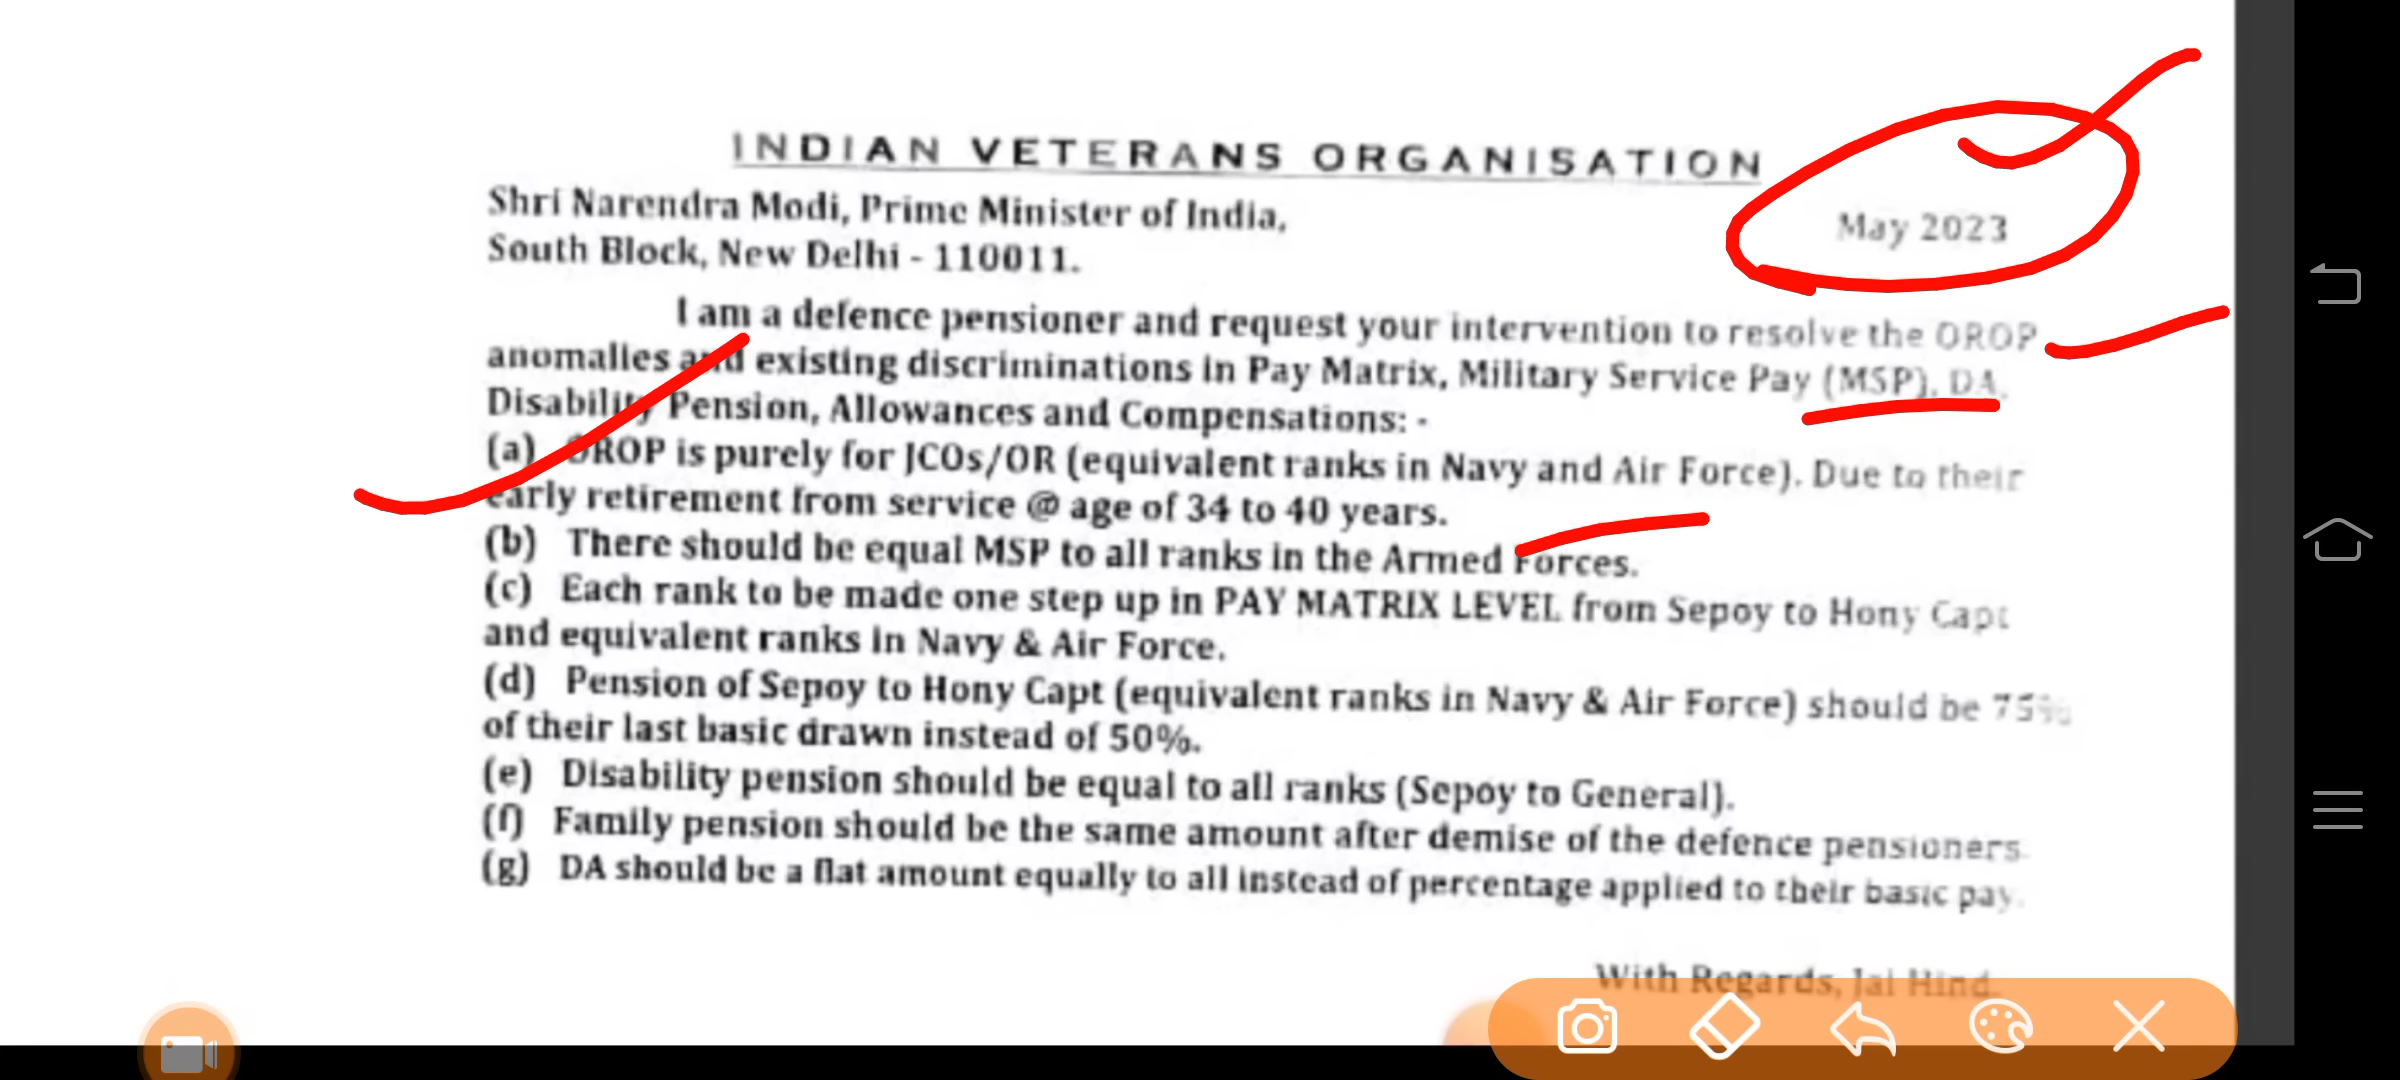 INDIAN VETERANS ORGANISATION
Shri Narendra Modi, Prime Minister of India,
May 2023
South Block, New Delhi - 110011.
I am a defence pensioner and request your intervention to resolve the OROP
anomalies and existing discriminations in Pay Matrix, Military Service Pay (MSP), DA,
Disability Pension, Allowances and Compensations: -
(a) OROP is purely for JCOs/OR (equivalent ranks in Navy and Air Force). Due to their
early retirement from service @ age of 34 to 40 years.
(b) There should be equal MSP to all ranks in the Armed Forces.
(c) Each rank to be made one step up in PAY MATRIX LEVEL from Sepoy to Hony Capt
and equivalent ranks in Navy & Air Force.
(d) Pension of Sepoy to Hony Capt (equivalent ranks in Navy & Air Force) should be 75%
of their last basic drawn instead of 50%.
(e) Disability pension should be equal to all ranks (Sepoy to General).
(f) Family pension should be the same amount after demise of the defence pensioners.
(g) DA should be a flat amount equally to all instead of percentage applied to their basic pay.
With Regards, Jai Hind.